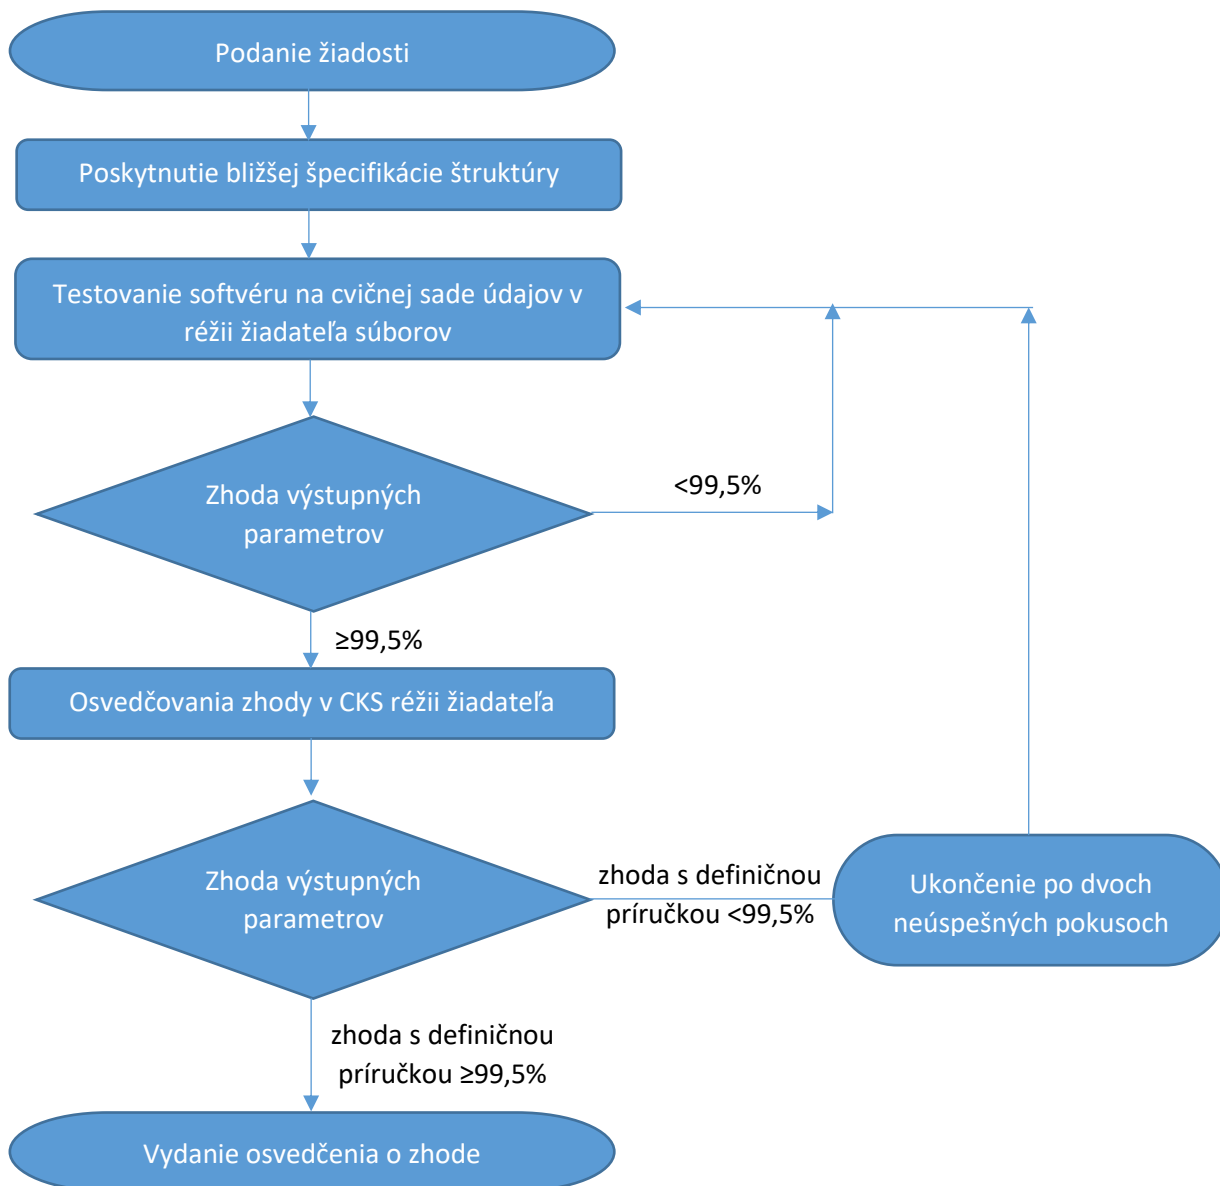 Podanie žiadosti
Poskytnutie bližšej špecifikácie štruktúry
Testovanie softvéru na cvičnej sade údajov v
réžii žiadateľa súborov
Zhoda výstupných
parametrov
<99,5%
≥99,5%
Osvedčovania zhody v CKS réžii žiadateľa
Zhoda výstupných
parametrov
zhoda s definičnou
príručkou <99,5%
Ukončenie po dvoch
neúspešných pokusoch
zhoda s definičnou
príručkou ≥99,5%
Vydanie osvedčenia o zhode